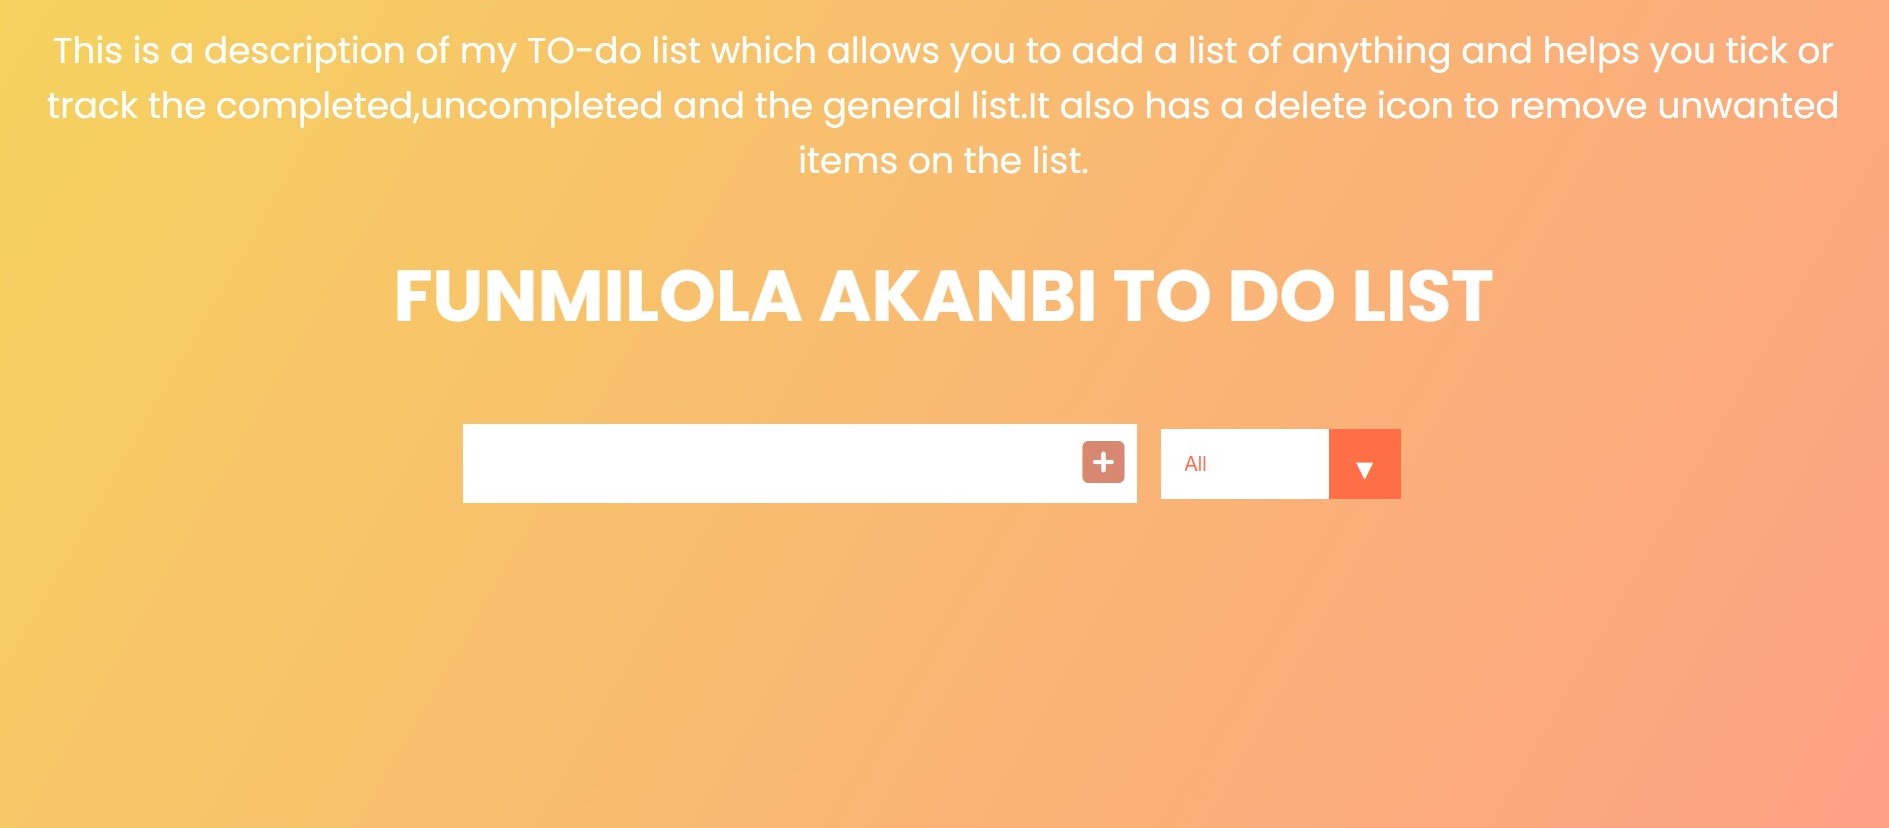 This is a description of my TO-do list which allows you to add a list of anything and helps you tick or
track the completed,uncompleted and the general list.It also has a delete icon to remove unwanted
items on the list.
FUNMILOLA AKANBI TO DO LIST
All